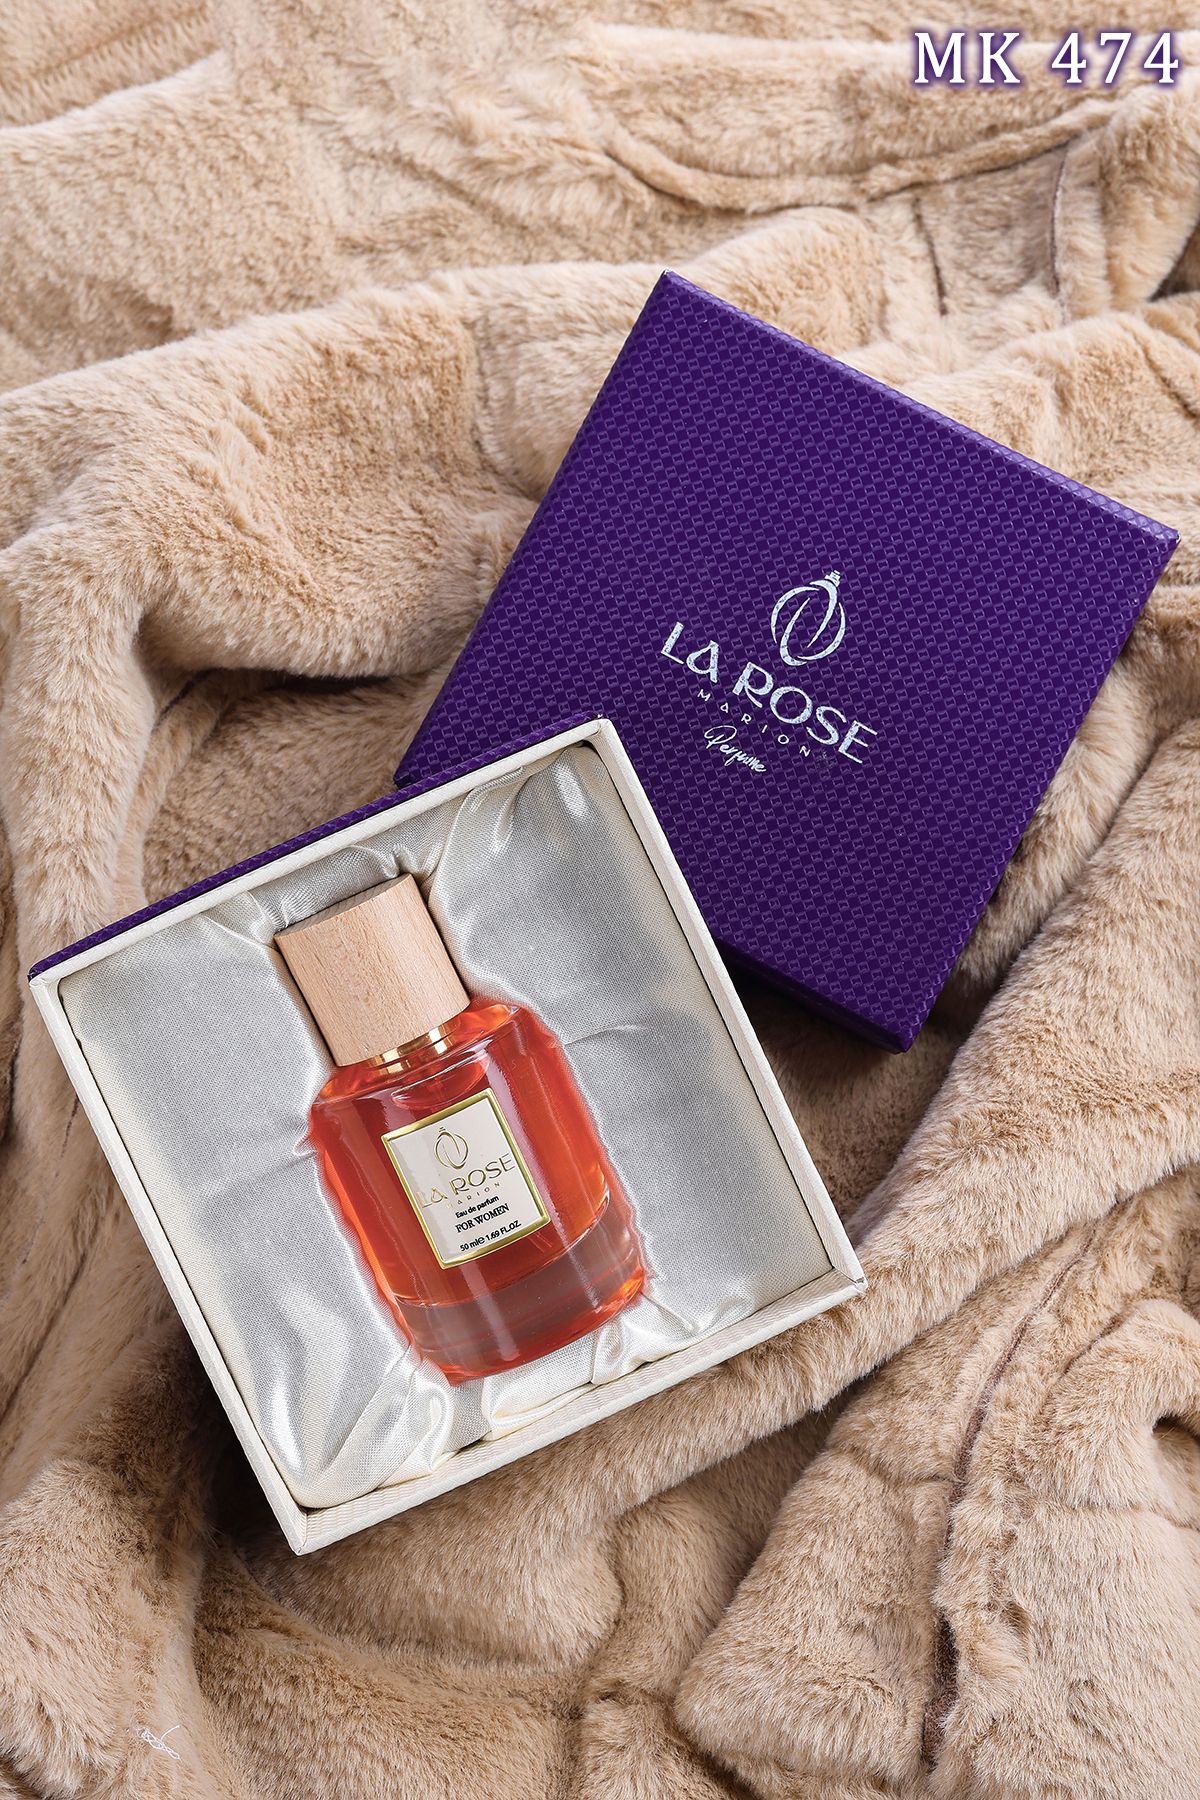 MK 474
LA ROSE
MARION
Perfume
LA ROSE
MARION
Eau de parfum
FOR WOMEN
50 ml℮ 1.69 FL.OZ.